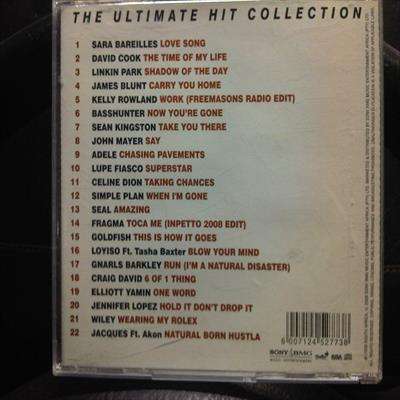 THE ULTIMATE HIT COLLECTION
1 SARA BAREILLES LOVE SONG
2 DAVID COOK THE TIME OF MY LIFE
3 LINKIN PARK SHADOW OF THE DAY
4 JAMES BLUNT CARRY YOU HOME
5 KELLY ROWLAND WORK (FREEMASONS RADIO EDIT)
6 BASSHUNTER NOW YOU'RE GONE
7 SEAN KINGSTON TAKE YOU THERE
8 JOHN MAYER SAY
9 ADELE CHASING PAVEMENTS
10 LUPE FIASCO SUPERSTAR
11 CELINE DION TAKING CHANCES
12 SIMPLE PLAN WHEN I'M GONE
13 SEAL AMAZING
14 FRAGMA TOCA ME (INPETTO 2008 EDIT)
15 GOLDFISH THIS IS HOW IT GOES
16 LOYISO Ft. Tasha Baxter BLOW YOUR MIND
17 GNARLS BARKLEY RUN (I'M A NATURAL DISASTER)
18 CRAIG DAVID 6 OF 1 THING
19 ELLIOTT YAMIN ONE WORD
20 JENNIFER LOPEZ HOLD IT DON'T DROP IT
21 WILEY WEARING MY ROLEX
22 JACQUES Ft. Akon NATURAL BORN HUSTLA
6 007124 527738
SONY BMG
MUSIC ENTERTAINMENT